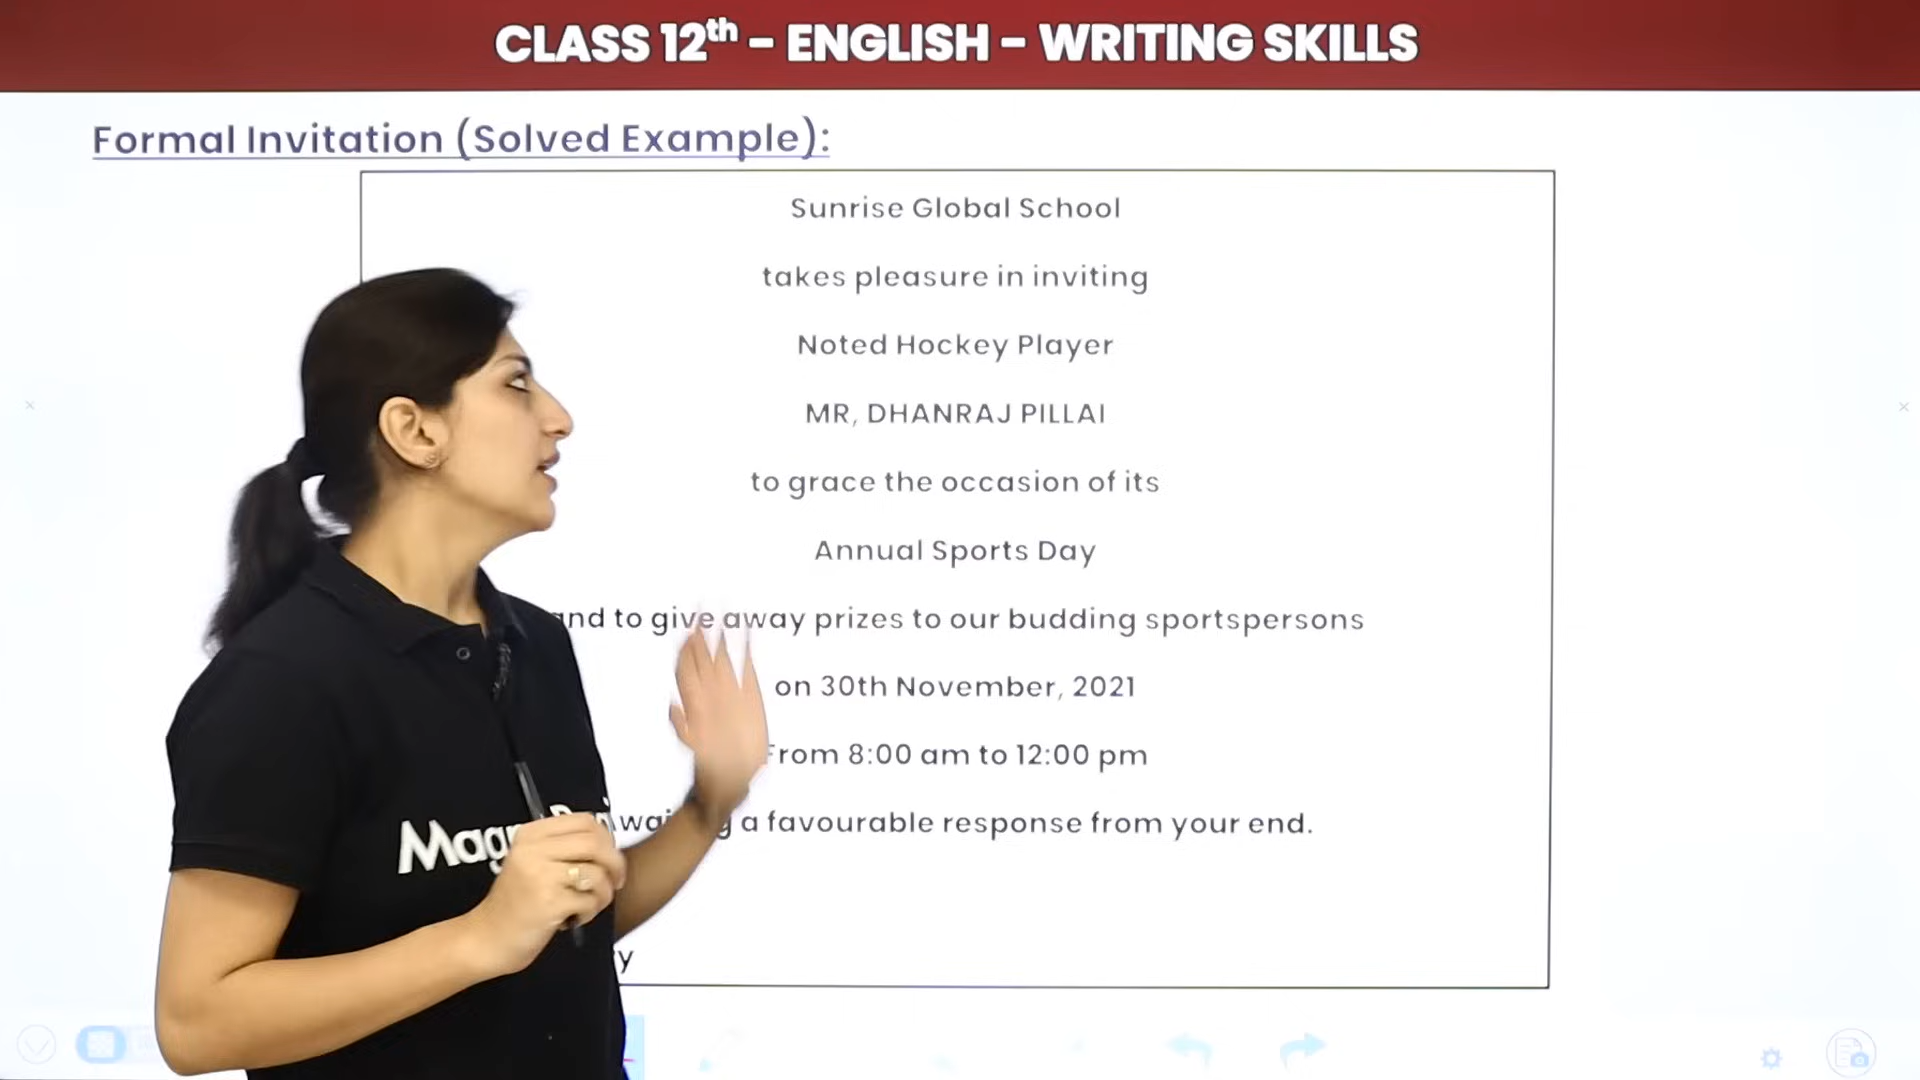 CLASS 12th - ENGLISH - WRITING SKILLS
Formal Invitation (Solved Example):
Sunrise Global School
takes pleasure in inviting
Noted Hockey Player
MR, DHANRAJ PILLAI
to grace the occasion of its
Annual Sports Day
and to give away prizes to our budding sportspersons
on 30th November, 2021
From 8:00 am to 12:00 pm
a favourable response from your end.